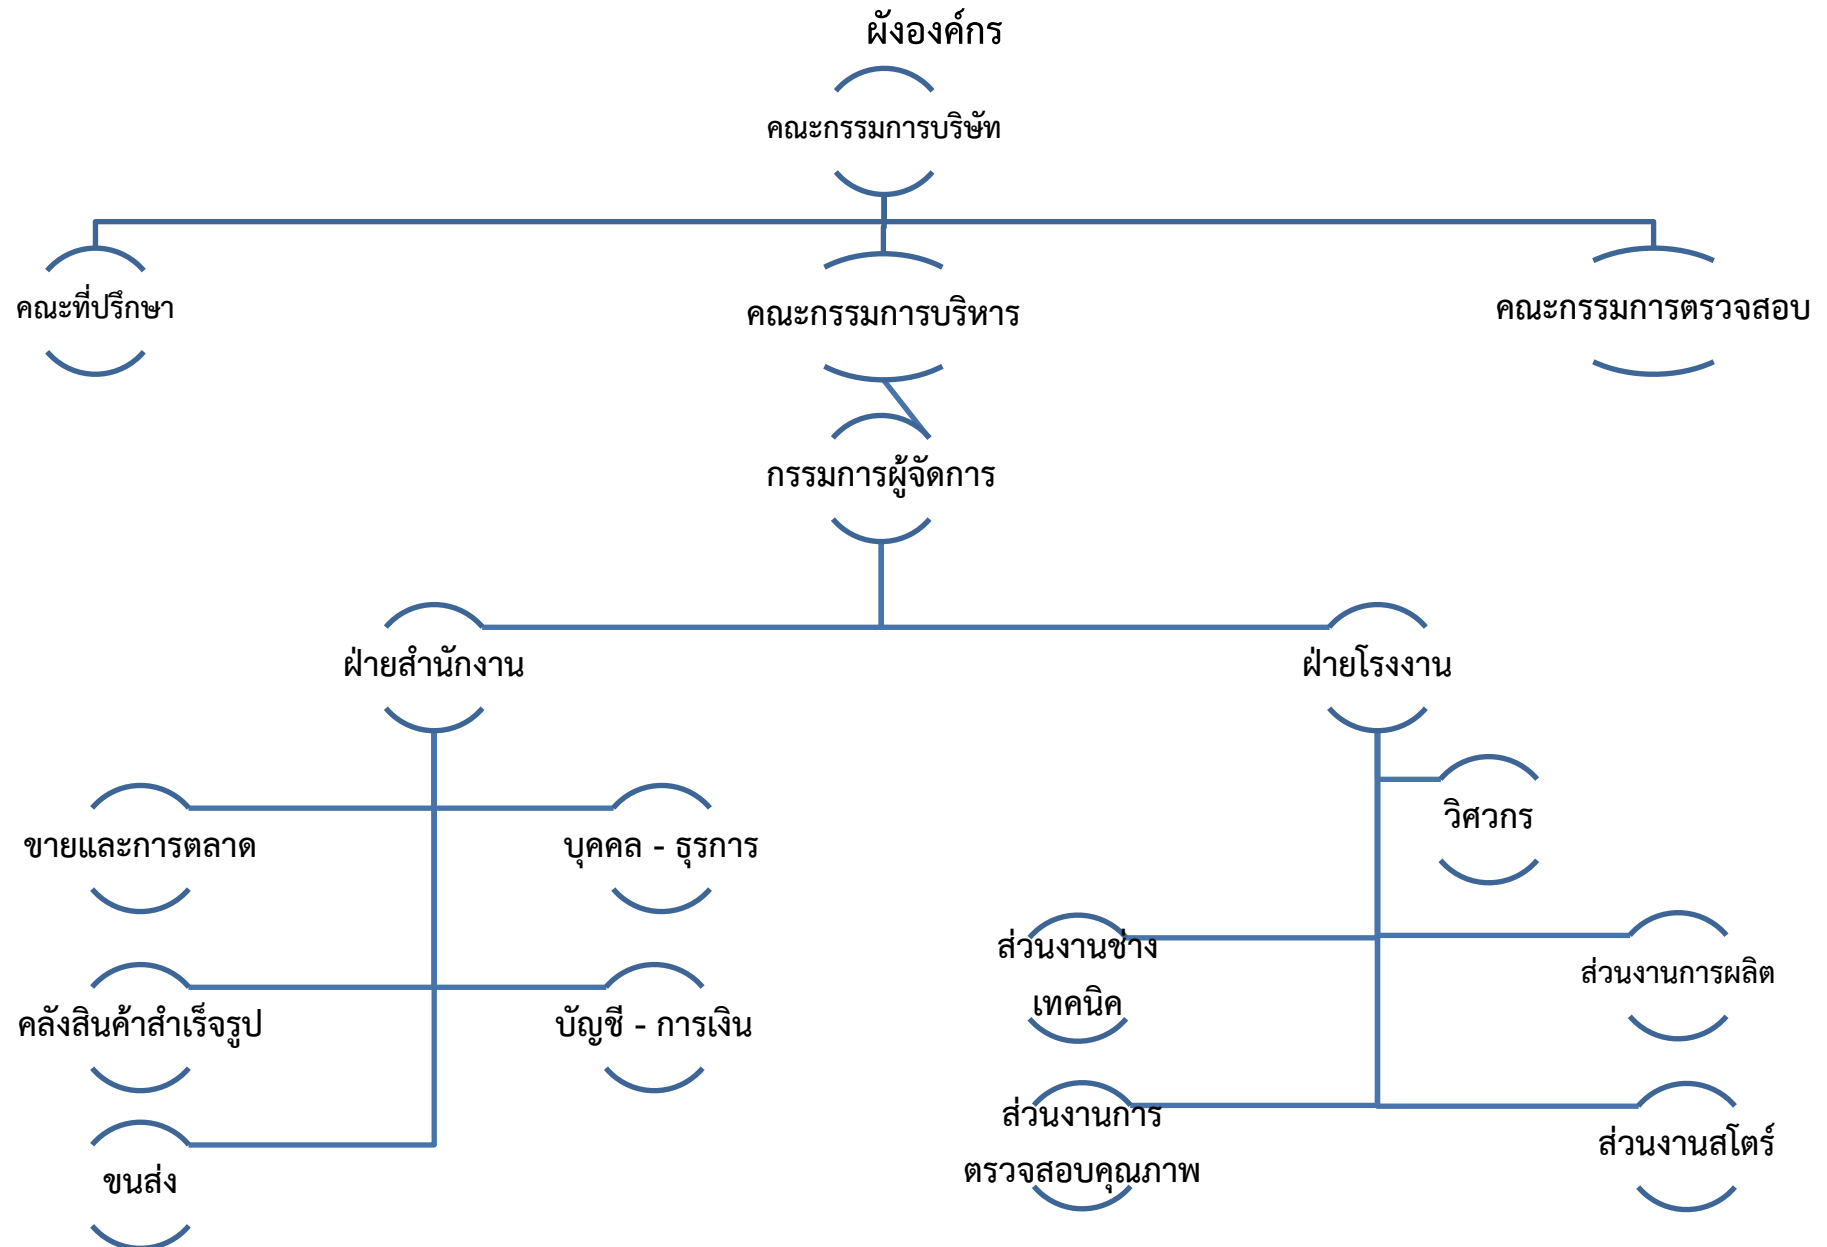 ผังองค์กร
คณะกรรมการบริษัท
คณะที่ปรึกษา
คณะกรรมการบริหาร
คณะกรรมการตรวจสอบ
กรรมการผู้จัดการ
ฝ่ายสำนักงาน
ฝ่ายโรงงาน
วิศวกร
ขายและการตลาด
บุคคล - ธุรการ
ส่วนงานช่าง
เทคนิค
ส่วนงานการผลิต
คลังสินค้าสำเร็จรูป
บัญชี - การเงิน
ส่วนงานการ
ตรวจสอบคุณภาพ
ส่วนงานสโตร์
ขนส่ง